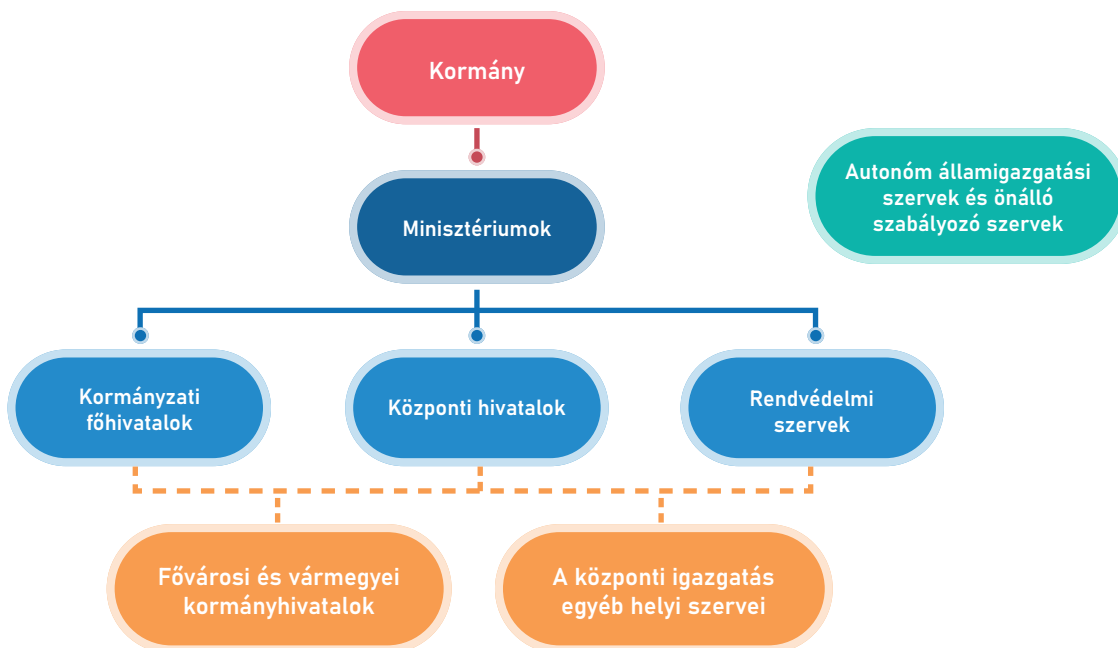 Kormány
Autonóm államigazgatási
szervek és önálló
szabályozó szervek
Minisztériumok
Kormányzati
főhivatalok
Központi hivatalok
Rendvédelmi
szervek
Fővárosi és vármegyei
kormányhivatalok
A központi igazgatás
egyéb helyi szervei